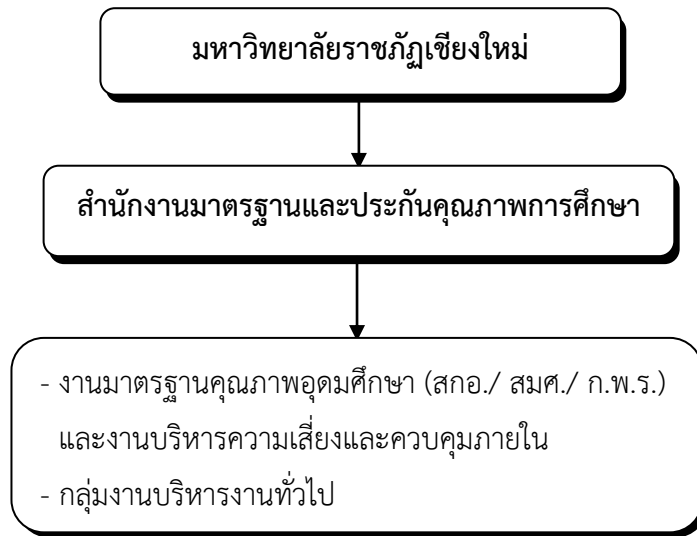 มหาวิทยาลัยราชภัฏเชียงใหม่
สำนักงานมาตรฐานและประกันคุณภาพการศึกษา
- งานมาตรฐานคุณภาพอุดมศึกษา (สกอ./ สมศ./ ก.พ.ร.)
และงานบริหารความเสี่ยงและควบคุมภายใน
- กลุ่มงานบริหารงานทั่วไป